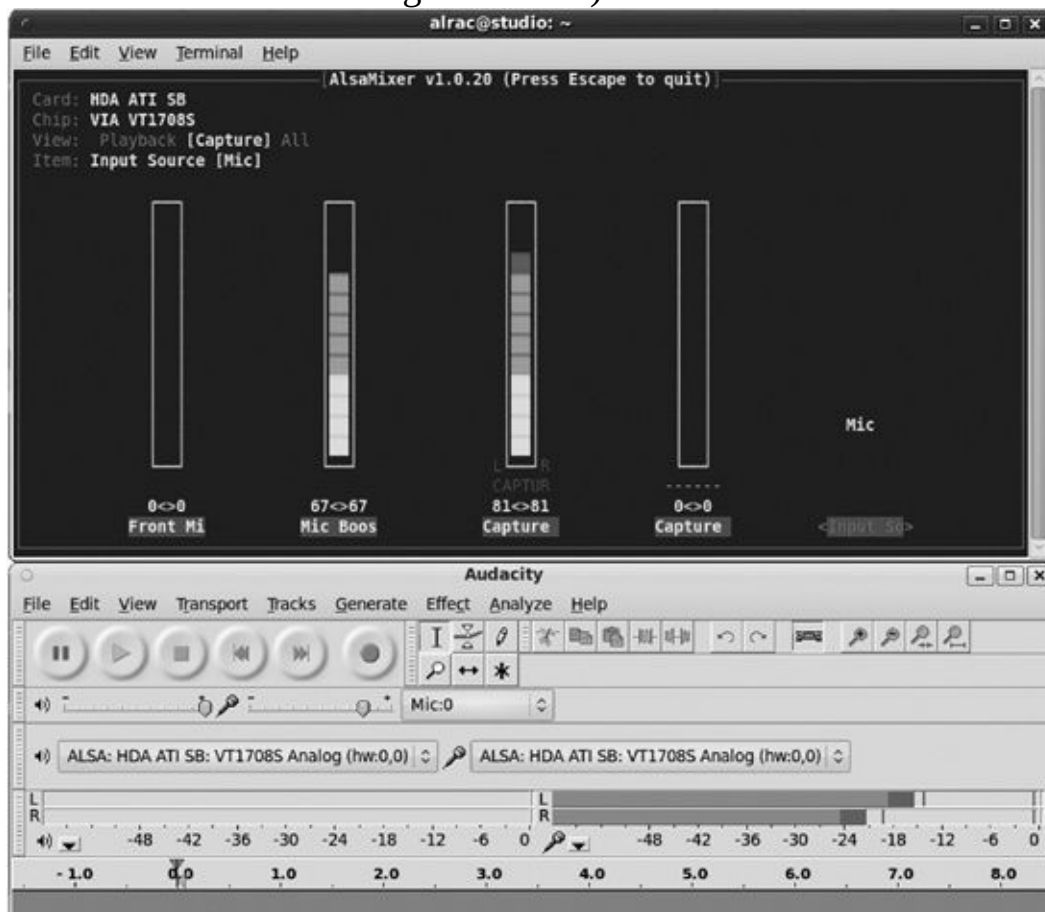 alrac@studio: ~
File Edit View Terminal Help
AlsaMixer v1.0.20 (Press Escape to quit)
Card: HDA ATI SB
Chip: VIA VT1708S
View: Playback [Capture] All
Item: Input Source [Mic]
Mic
L R
CAPTUR
0<>0 67<>67 81<>81 0<>0
Front Mi Mic Boos Capture Capture <Input So>
Audacity
File Edit View Transport Tracks Generate Effect Analyze Help
Mic:0
ALSA: HDA ATI SB: VT1708S Analog (hw:0,0) ALSA: HDA ATI SB: VT1708S Analog (hw:0,0)
L L
R R
-48 -42 -36 -30 -24 -18 -12 -6 0 -48 -42 -36 -30 -24 -18 -12 -6 0
- 1.0 0.0 1.0 2.0 3.0 4.0 5.0 6.0 7.0 8.0